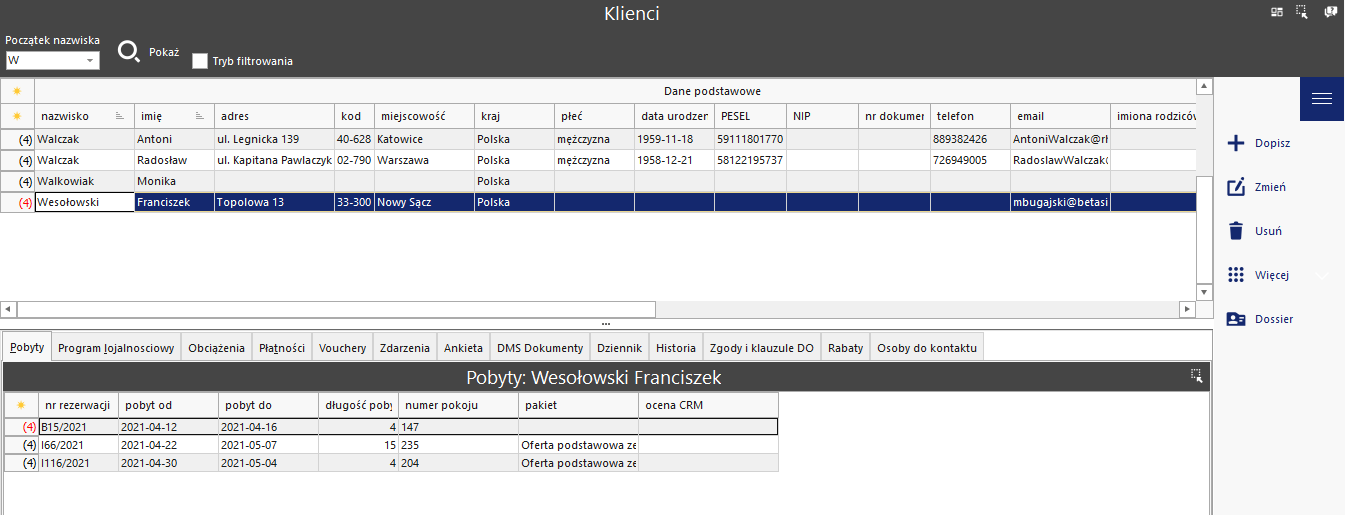 Klienci
Początek nazwiska
W
Pokaż
Tryb filtrowania
Dane podstawowe
nazwisko imię adres kod miejscowość kraj płeć data urodzen PESEL NIP nr dokumer telefon email imiona rodziców
(4) Walczak Antoni ul. Legnicka 139 40-628 Katowice Polska mężczyzna 1959-11-18 59111801770 889382426 AntoniWalczak@rh
(4) Walczak Radosław ul. Kapitana Pawlaczyk 02-790 Warszawa Polska mężczyzna 1958-12-21 58122195737 726949005 RadoslawWalczak@
(4) Walkowiak Monika Polska
(4) Wesołowski Franciszek Topolowa 13 33-300 Nowy Sącz Polska mbugajski@betasi
Dopisz
Zmień
Usuń
Więcej
Dossier
Pobyty Program lojalnosciowy Obciążenia Płatności Vouchery Zdarzenia Ankieta DMS Dokumenty Dziennik Historia Zgody i klauzule DO Rabaty Osoby do kontaktu
Pobyty: Wesołowski Franciszek
nr rezerwacji pobyt od pobyt do długość poby numer pokoju pakiet ocena CRM
(4) B15/2021 2021-04-12 2021-04-16 4 147
(4) I66/2021 2021-04-22 2021-05-07 15 235 Oferta podstawowa ze
(4) I116/2021 2021-04-30 2021-05-04 4 204 Oferta podstawowa ze